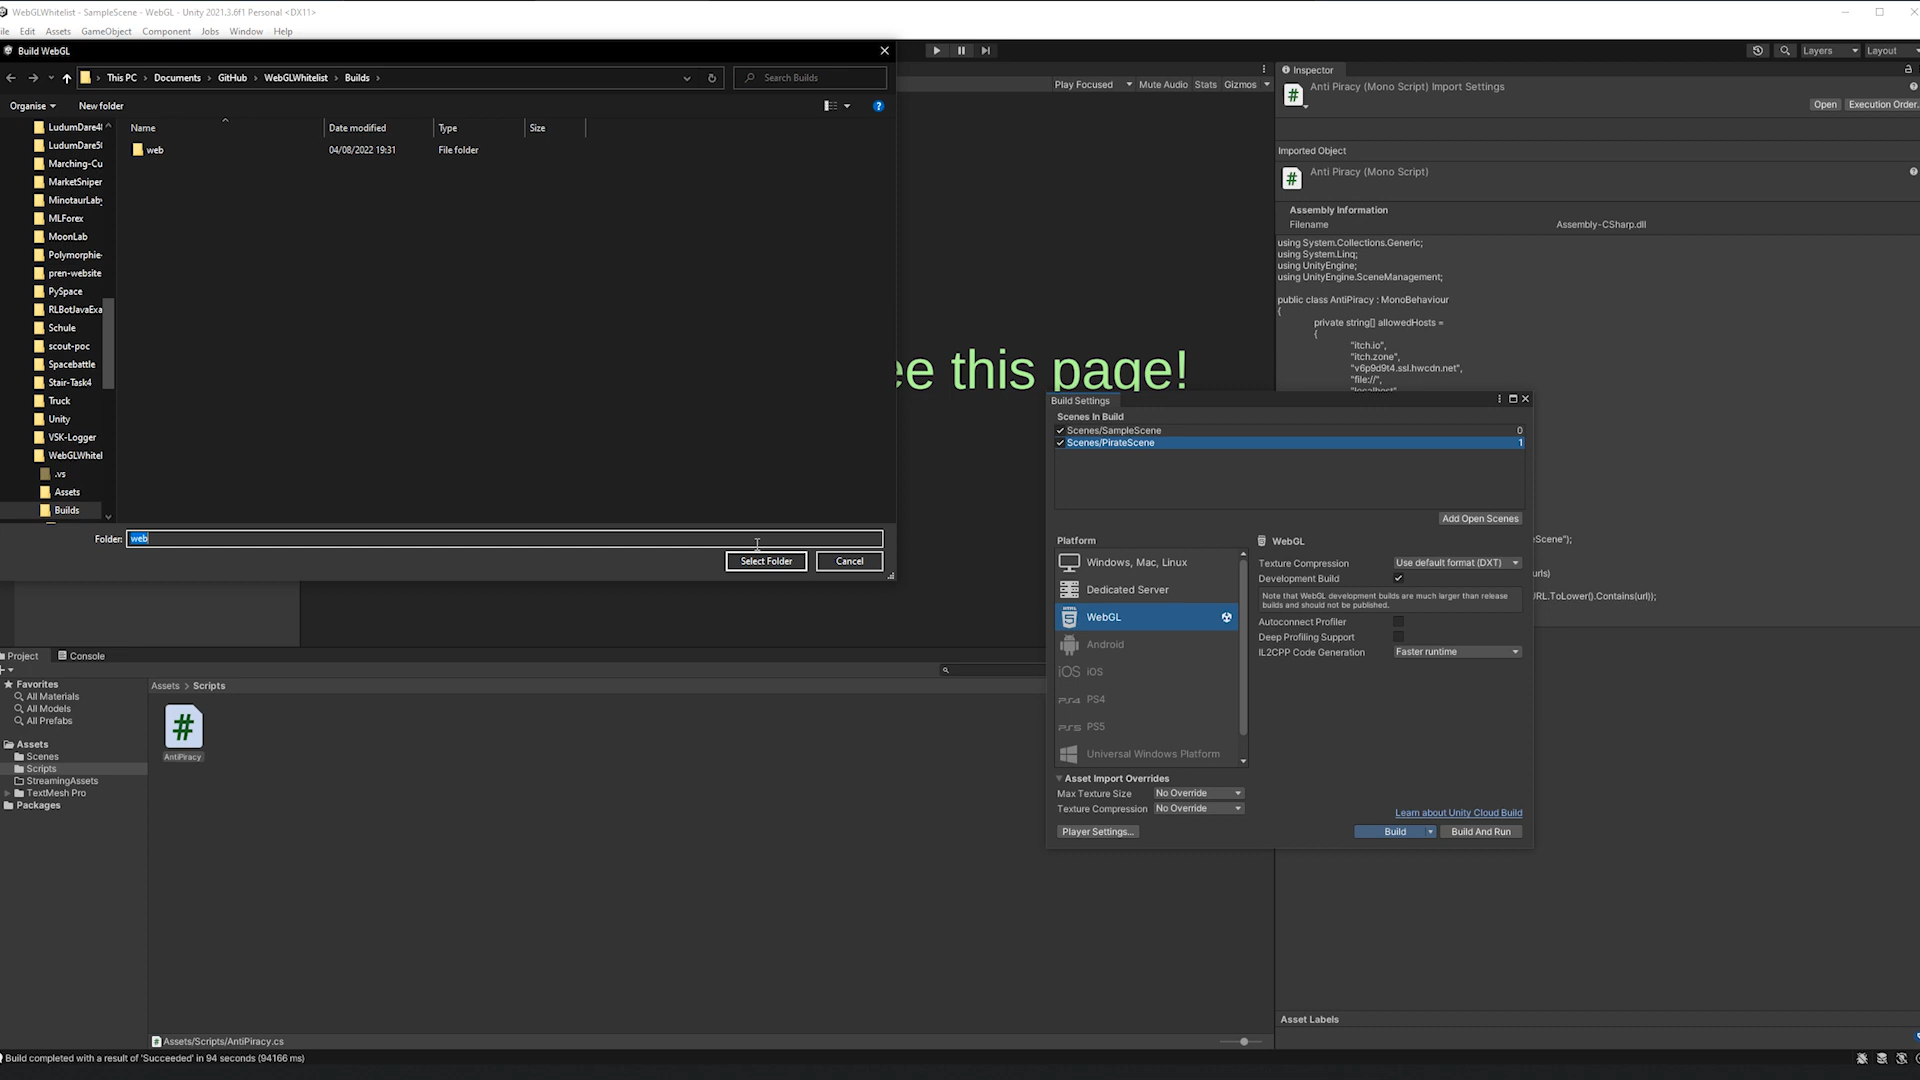 WebGLWhitelist - SampleScene - WebGL - Unity 2021.3.6f1 Personal <DX11>
ile Edit Assets GameObject Component Jobs Window Help
Build WebGL
This PC > Documents > GitHub > WebGLWhitelist > Builds >
Search Builds
Organise New folder
Name Date modified Type Size
web 04/08/2022 19:31 File folder
LudumDare4
LudumDare5
Marching-Cu
MarketSniper
MinotaurLab
MLForex
MoonLab
Polymorphie
pren-website
PySpace
RLBotJavaExa
Schule
scout-poc
Spacebattle
Stair-Task4
Truck
Unity
VSK-Logger
WebGLWhitel
.vs
Assets
Builds
Folder: web
Select Folder Cancel
Layers Layout
Play Focused Mute Audio Stats Gizmos
ee this page!
Inspector
Anti Piracy (Mono Script) Import Settings
Open Execution Order.
Imported Object
Anti Piracy (Mono Script)
Assembly Information
Filename Assembly-CSharp.dll
using System.Collections.Generic;
using System.Linq;
using UnityEngine;
using UnityEngine.SceneManagement;
public class AntiPiracy : MonoBehaviour
{
private string[] allowedHosts =
{
"itch.io",
"itch.zone",
"v6p9d9t4.ssl.hwcdn.net",
"file://",
"localhost"
eScene");
urls)
URL.ToLower().Contains(url));
Build Settings
Scenes In Build
Scenes/SampleScene 0
Scenes/PirateScene 1
Add Open Scenes
Platform
Windows, Mac, Linux
Dedicated Server
WebGL
Android
iOS iOS
PS4 PS4
PS5 PS5
Universal Windows Platform
WebGL
Texture Compression Use default format (DXT)
Development Build
Note that WebGL development builds are much larger than release
builds and should not be published.
Autoconnect Profiler
Deep Profiling Support
IL2CPP Code Generation Faster runtime
Asset Import Overrides
Max Texture Size No Override
Texture Compression No Override
Learn about Unity Cloud Build
Player Settings... Build Build And Run
Project Console
Favorites
All Materials
All Models
All Prefabs
Assets
Scenes
Scripts
StreamingAssets
TextMesh Pro
Packages
Assets > Scripts
AntiPiracy
Assets/Scripts/AntiPiracy.cs
Asset Labels
Build completed with a result of 'Succeeded' in 94 seconds (94166 ms)